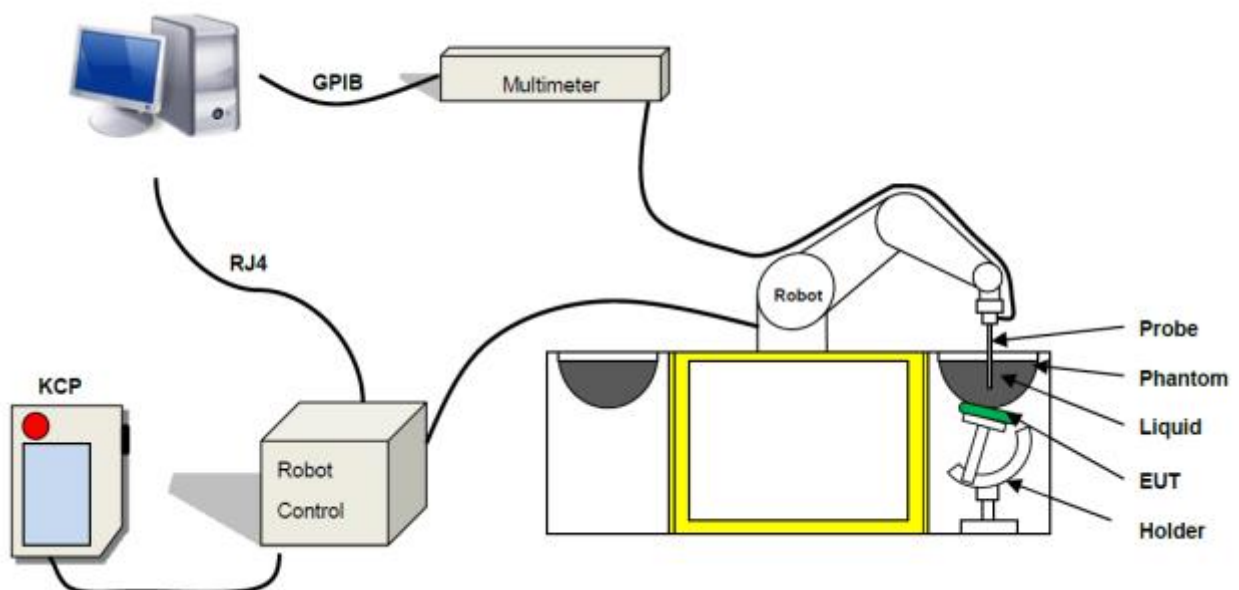 GPIB
Multimeter
RJ4
Robot
Probe
Phantom
Liquid
EUT
Holder
KCP
Robot
Control